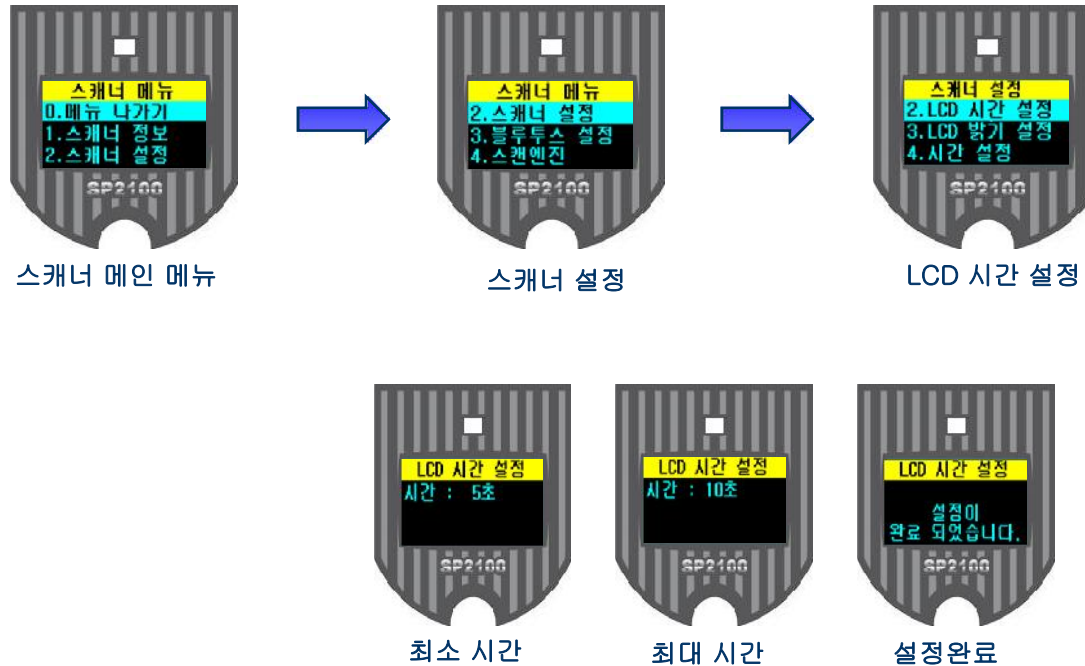 스캐너 메뉴
0.메뉴 나가기
1.스캐너 정보
2.스캐너 설정
SP2100
스캐너 메인 메뉴
스캐너 메뉴
2.스캐너 설정
3.블루투스 설정
4.스캔엔진
SP2100
스캐너 설정
스캐너 설정
2.LCD 시간 설정
3.LCD 밝기 설정
4.시간 설정
SP2100
LCD 시간 설정
LCD 시간 설정
시간 : 5초
SP2100
최소 시간
LCD 시간 설정
시간 : 10초
SP2100
최대 시간
LCD 시간 설정
설정이
완료 되었습니다.
SP2100
설정완료